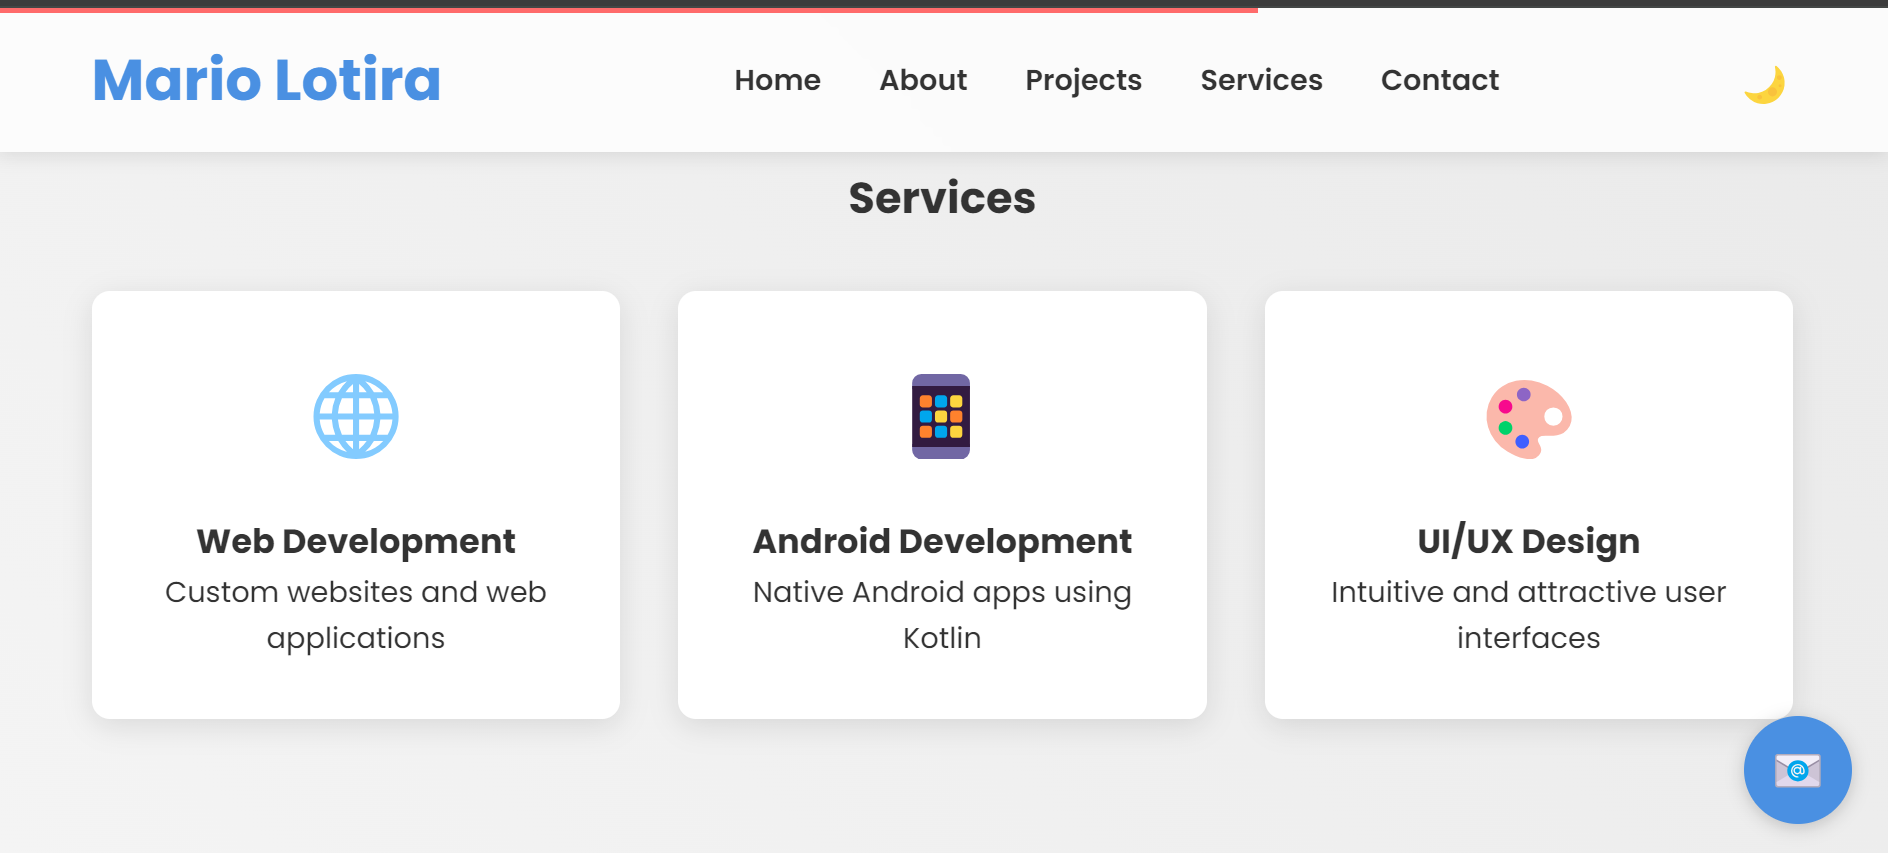 Mario Lotira
Home About Projects Services Contact
Services
Web Development
Custom websites and web
applications
Android Development
Native Android apps using
Kotlin
UI/UX Design
Intuitive and attractive user
interfaces
@